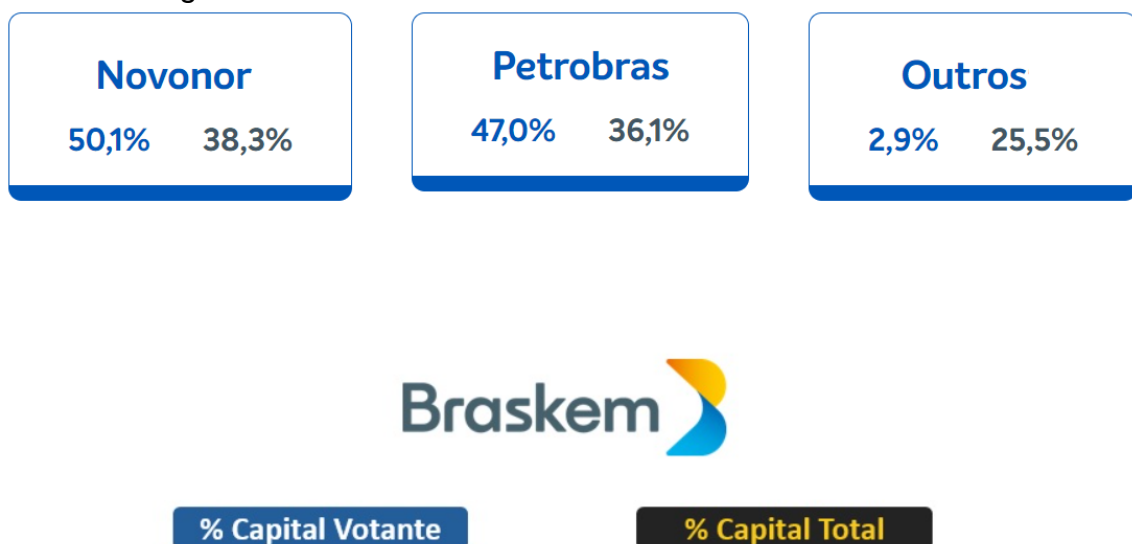 Novonor
50,1% 38,3%
Petrobras
47,0% 36,1%
Outros
2,9% 25,5%
Braskem
% Capital Votante
% Capital Total